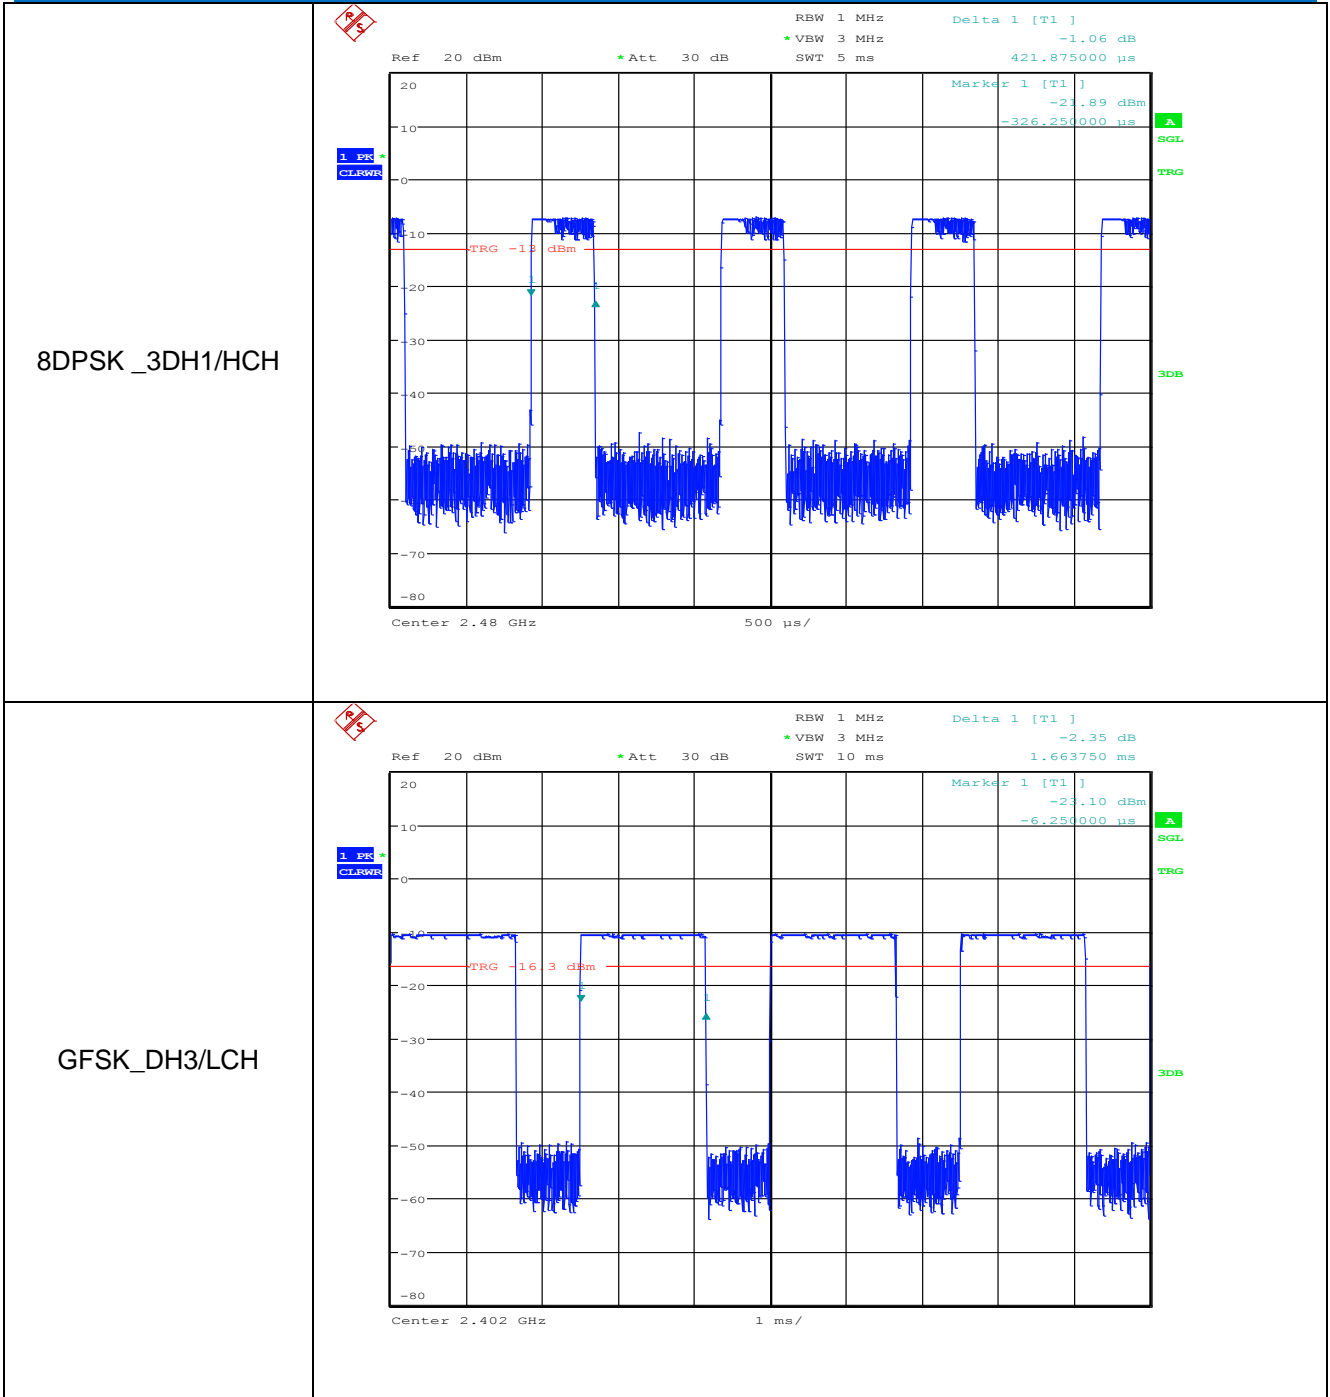 8DPSK _3DH1/HCH
R S
RBW 1 MHz
Delta 1 [T1 ]
* VBW 3 MHz
-1.06 dB
Ref 20 dBm
* Att 30 dB
SWT 5 ms
421.875000 µs
20
Marker 1 [T1 ]
-21.89 dBm
-326.250000 µs
A
SGL
TRG
10
1 PK *
CLRWR
0
-10
TRG -13 dBm
1
-20
1
-30
3DB
-40
-50
-60
-70
-80
Center 2.48 GHz
500 µs/
GFSK_DH3/LCH
R S
RBW 1 MHz
Delta 1 [T1 ]
* VBW 3 MHz
-2.35 dB
Ref 20 dBm
* Att 30 dB
SWT 10 ms
1.663750 ms
20
Marker 1 [T1 ]
-23.10 dBm
-6.250000 µs
A
SGL
TRG
10
1 PK *
CLRWR
0
-10
TRG -16.3 dBm
-20
1
1
-30
3DB
-40
-50
-60
-70
-80
Center 2.402 GHz
1 ms/